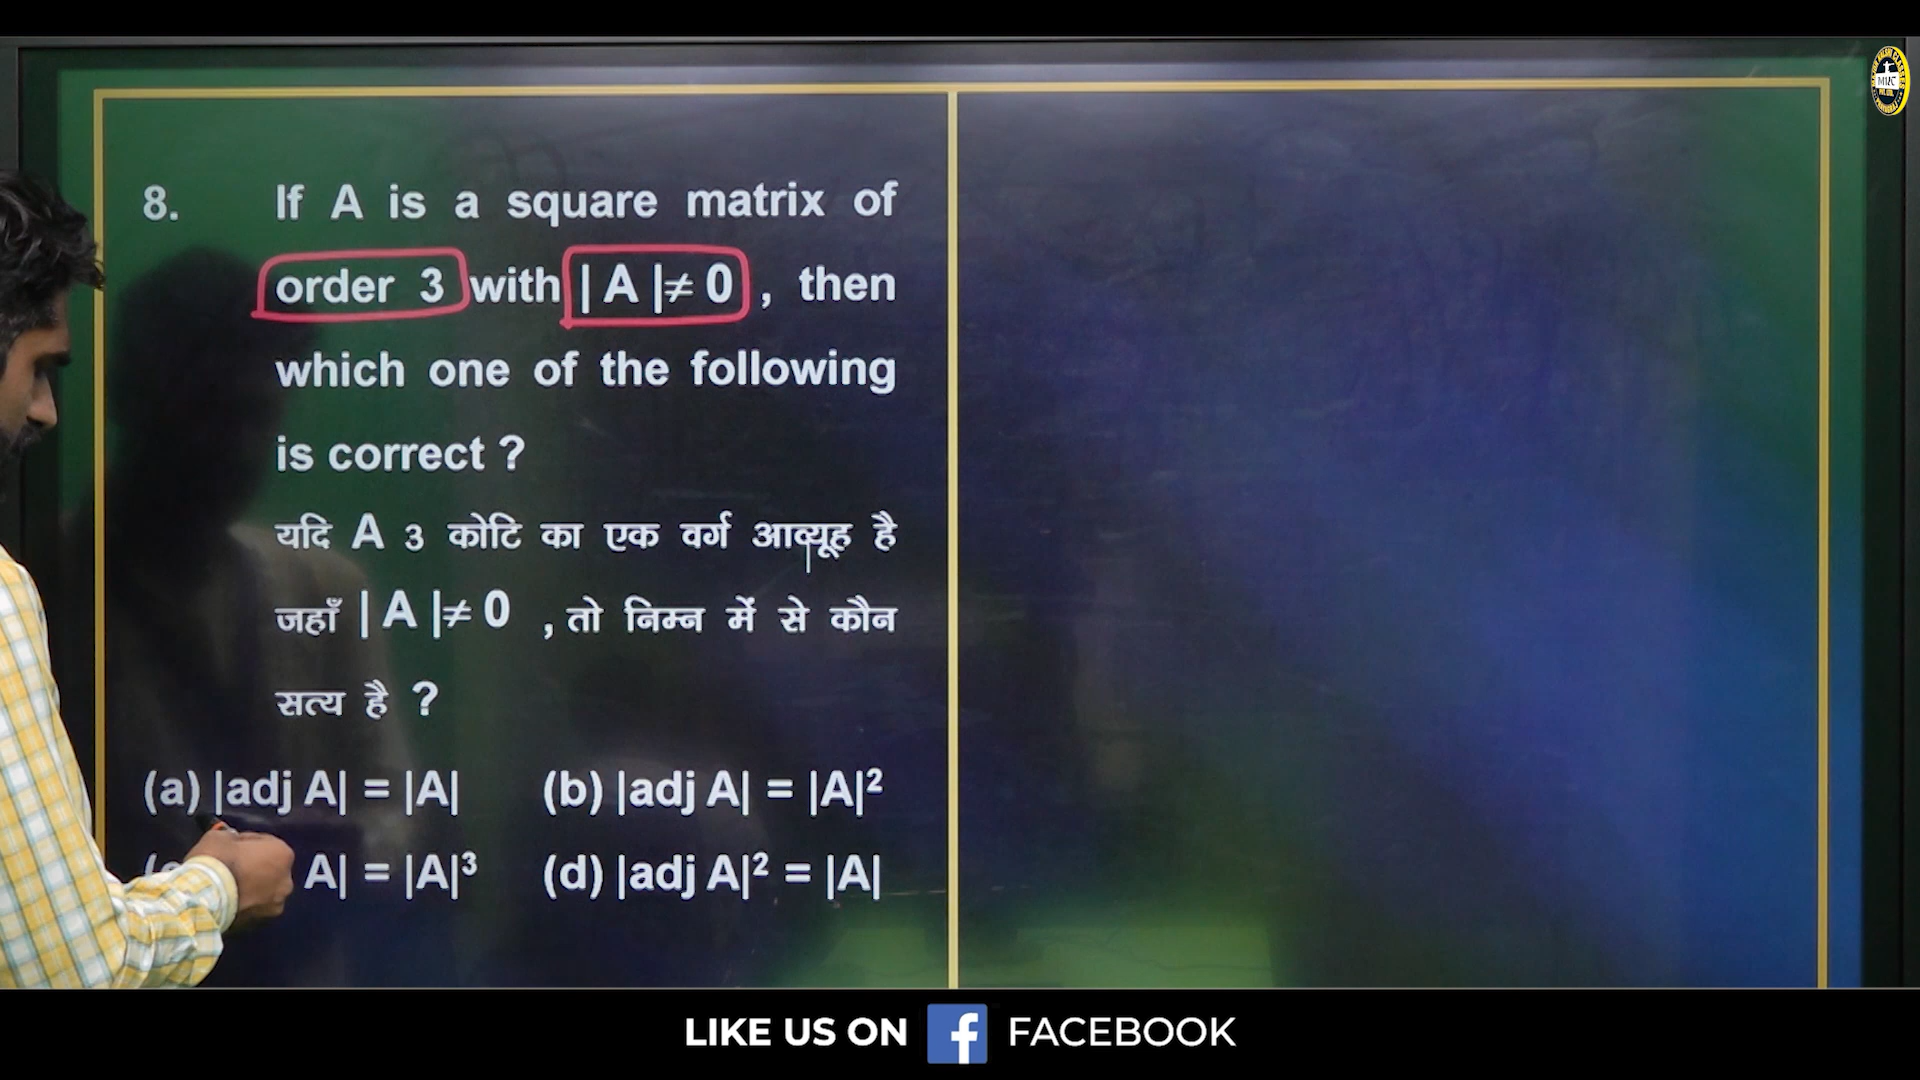 8. If A is a square matrix of
order 3 with | A |≠ 0 , then
which one of the following
is correct ?
यदि A 3 कोटि का एक वर्ग आव्यूह है
जहाँ | A |≠ 0 , तो निम्न में से कौन
सत्य है ?
(a) |adj A| = |A| (b) |adj A| = |A|²
A| = |A|³ (d) |adj A|² = |A|
LIKE US ON f FACEBOOK